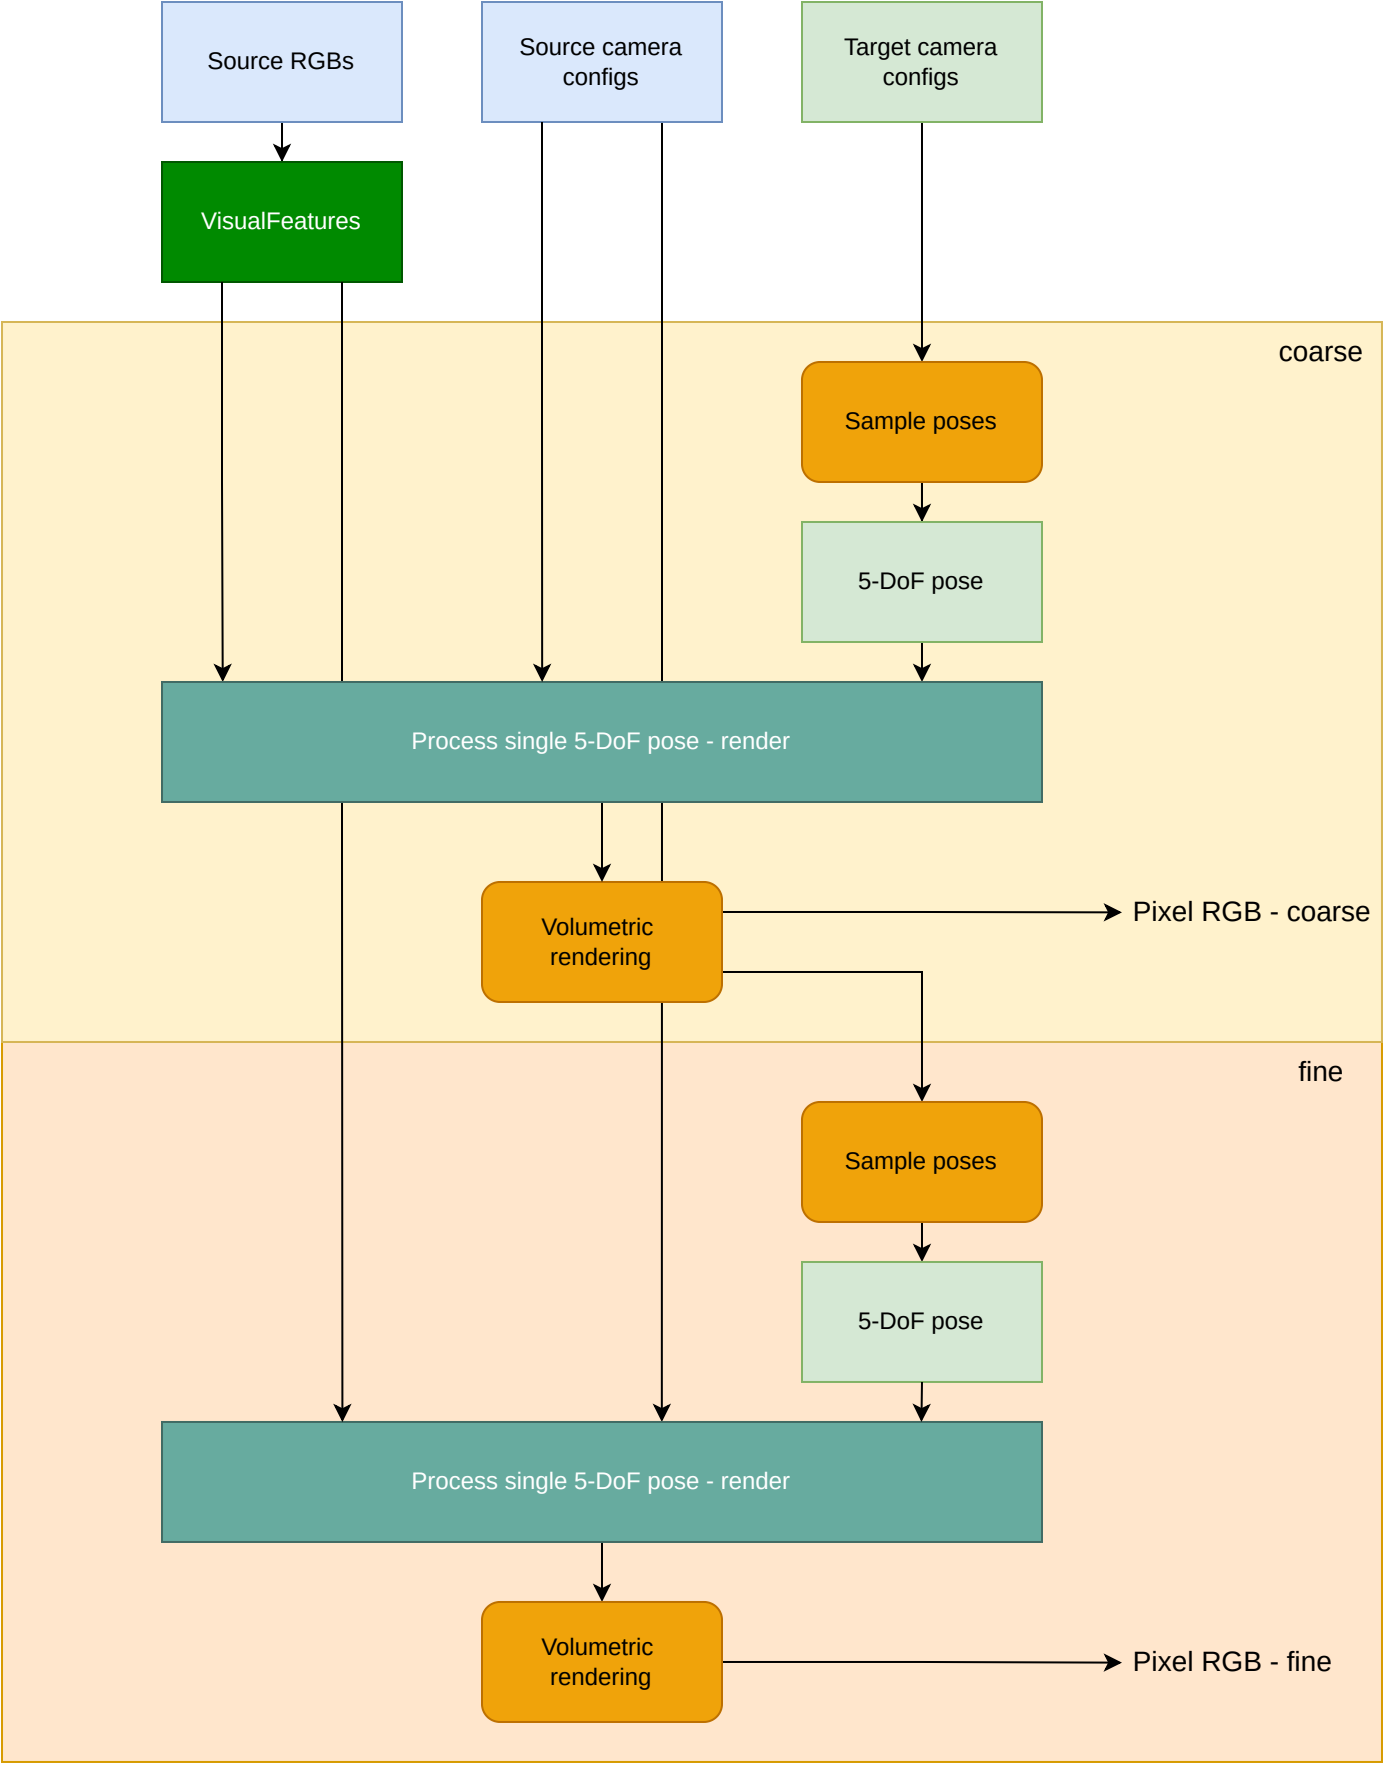 Source RGBs
Source camera
configs
Target camera
configs
VisualFeatures
coarse
Sample poses
5-DoF pose
Process single 5-DoF pose - render
Volumetric
rendering
Pixel RGB - coarse
fine
Sample poses
5-DoF pose
Process single 5-DoF pose - render
Volumetric
rendering
Pixel RGB - fine